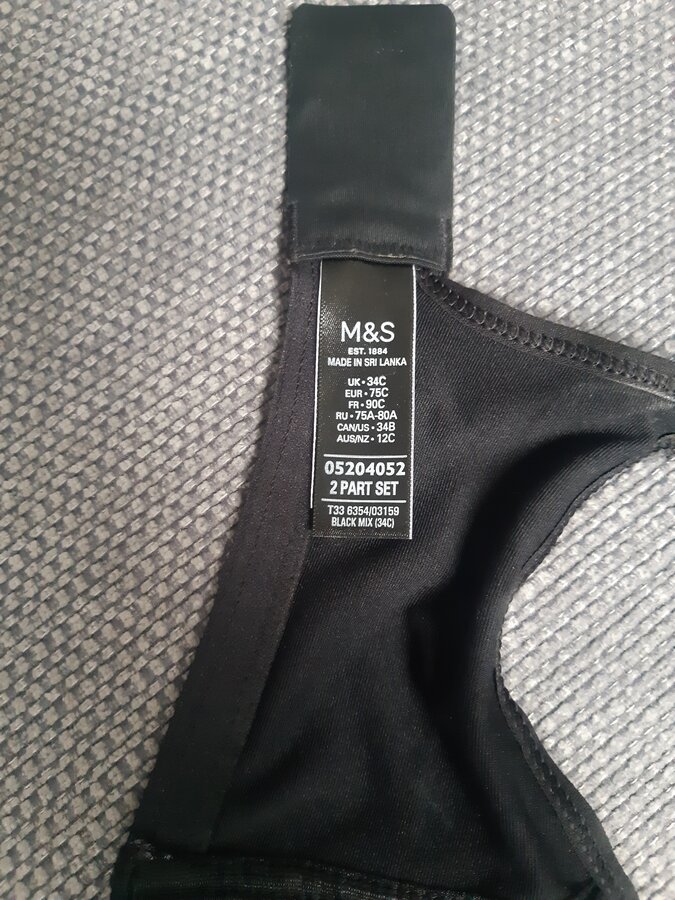 M&S
EST. 1884
MADE IN SRI LANKA
UK • 34C
EUR • 75C
FR • 90C
RU • 75A-80A
CAN/US • 34B
AUS/NZ • 12C
05204052
2 PART SET
T33 6354/03159
BLACK MIX (34C)